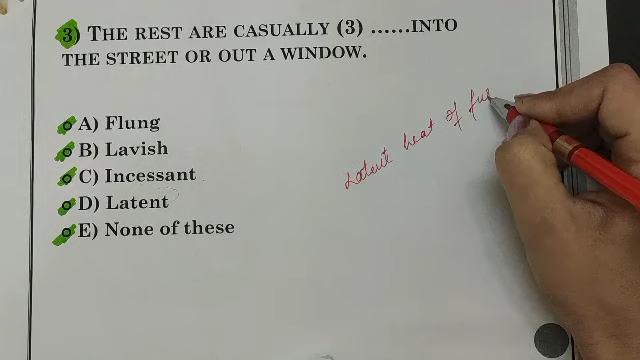 3) THE REST ARE CASUALLY (3) ......INTO
THE STREET OR OUT A WINDOW.
A) Flung
B) Lavish
C) Incessant
D) Latent
E) None of these
Latent heat of fus